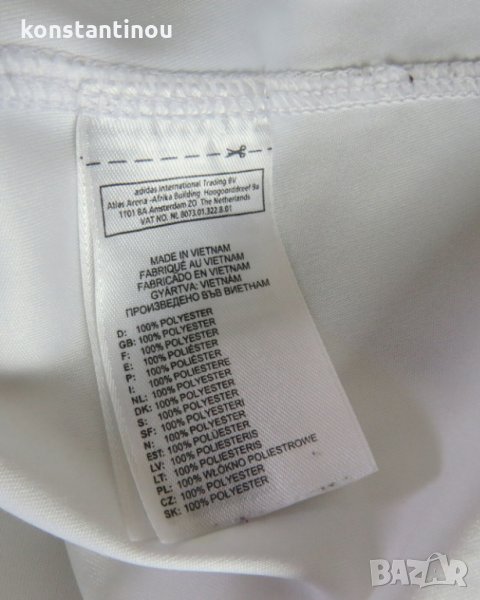 konstantinou
adidas International Trading BV
Atlas Arena -Afrika Building Hoogoorddreef 9a
1101 BA Amsterdam ZO The Netherlands
VAT NO. NL 8073.01.322.B.01
MADE IN VIETNAM
FABRIQUÉ AU VIETNAM
FABRICADO EN VIETNAM
GYÁRTVA: VIETNÁM
ПРОИЗВЕДЕНО ВЪВ ВИЕТНАМ
D: 100% POLYESTER
GB: 100% POLYESTER
F: 100% POLYESTER
E: 100% POLIÉSTER
P: 100% POLIÉSTER
I: 100% POLIESTERE
NL: 100% POLYESTER
DK: 100% POLYESTER
S: 100% POLYESTER
SF: 100% POLYESTERI
N: 100% POLYESTER
EST: 100% POLÜESTER
LV: 100% POLIESTERIS
LT: 100% POLIESTERIS
PL: 100% WŁÓKNO POLIESTROWE
CZ: 100% POLYESTER
SK: 100% POLYESTER
BAZAR